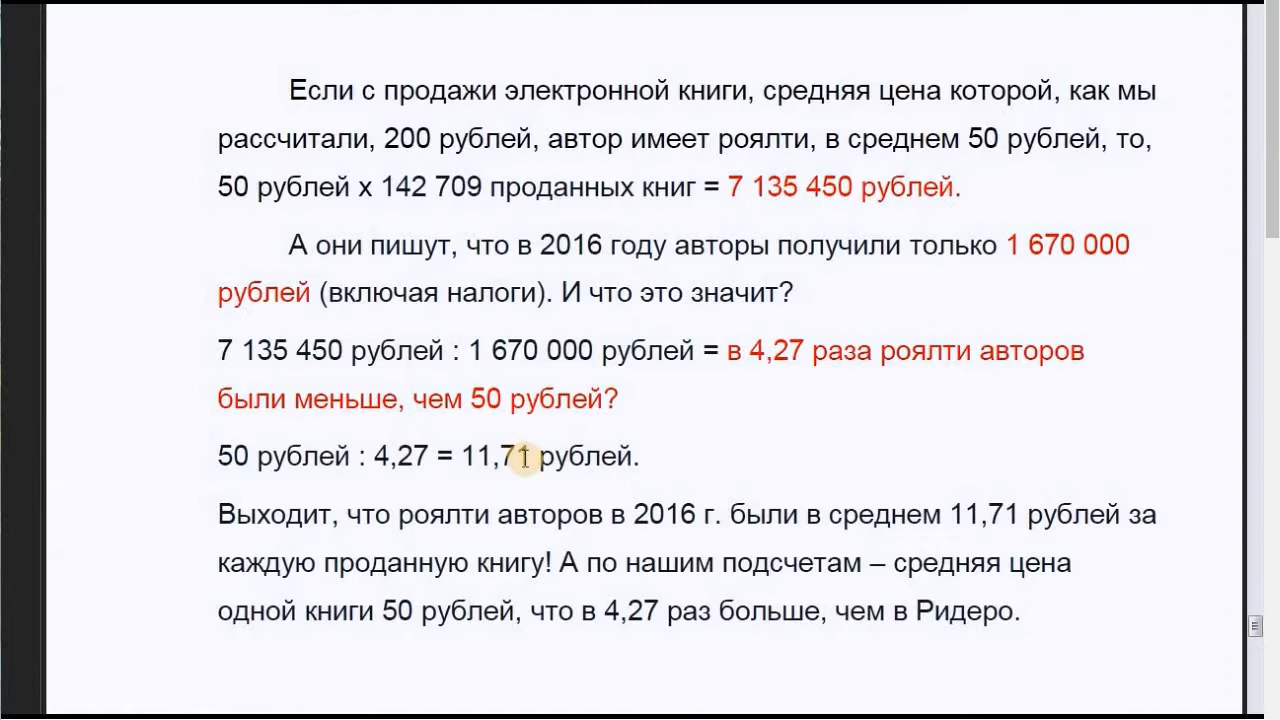 Если с продажи электронной книги, средняя цена которой, как мы
рассчитали, 200 рублей, автор имеет роялти, в среднем 50 рублей, то,
50 рублей х 142 709 проданных книг = 7 135 450 рублей.
А они пишут, что в 2016 году авторы получили только 1 670 000
рублей (включая налоги). И что это значит?
7 135 450 рублей : 1 670 000 рублей = в 4,27 раза роялти авторов
были меньше, чем 50 рублей?
50 рублей : 4,27 = 11,71 рублей.
Выходит, что роялти авторов в 2016 г. были в среднем 11,71 рублей за
каждую проданную книгу! А по нашим подсчетам – средняя цена
одной книги 50 рублей, что в 4,27 раз больше, чем в Ридеро.